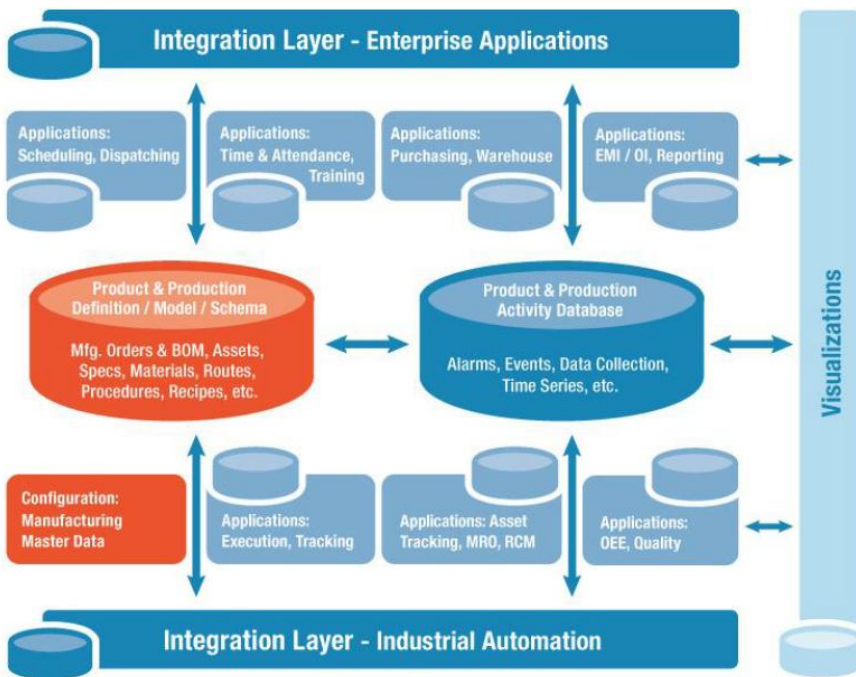 Integration Layer - Enterprise Applications
Applications:
Scheduling, Dispatching
Applications:
Time & Attendance,
Training
Applications:
Purchasing, Warehouse
Applications:
EMI / OI, Reporting
Product & Production
Definition / Model / Schema
Mfg. Orders & BOM, Assets,
Specs, Materials, Routes,
Procedures, Recipes, etc.
Product & Production
Activity Database
Alarms, Events, Data Collection,
Time Series, etc.
Visualizations
Configuration:
Manufacturing
Master Data
Applications:
Execution, Tracking
Applications: Asset
Tracking, MRO, RCM
Applications:
OEE, Quality
Integration Layer - Industrial Automation